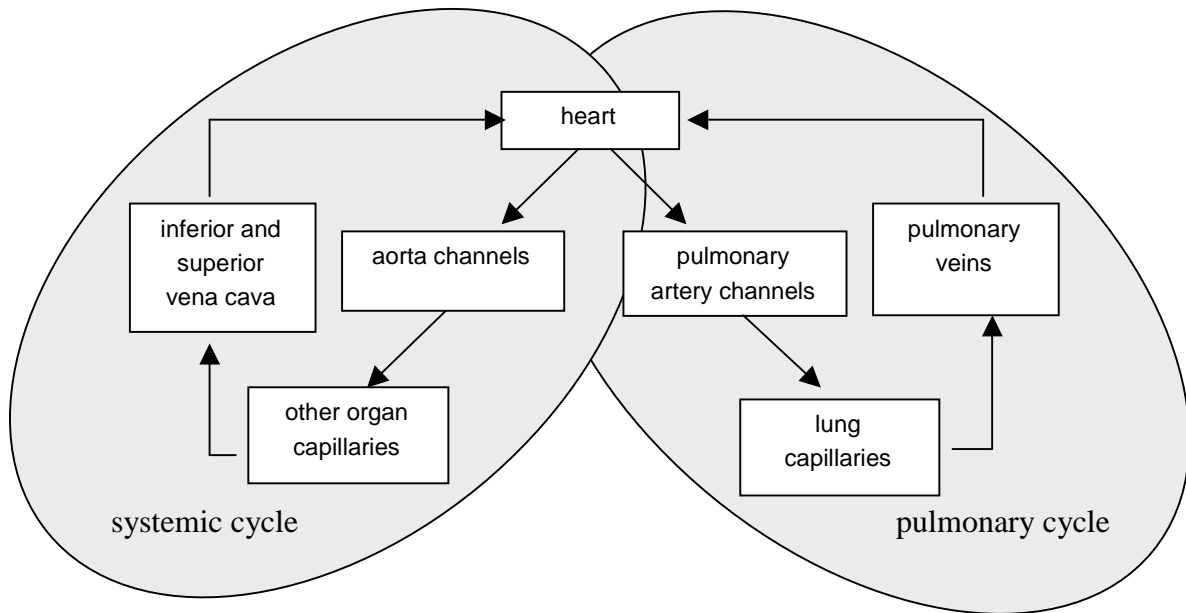 heart
inferior and
superior
vena cava
aorta channels
pulmonary
artery channels
pulmonary
veins
other organ
capillaries
lung
capillaries
systemic cycle
pulmonary cycle